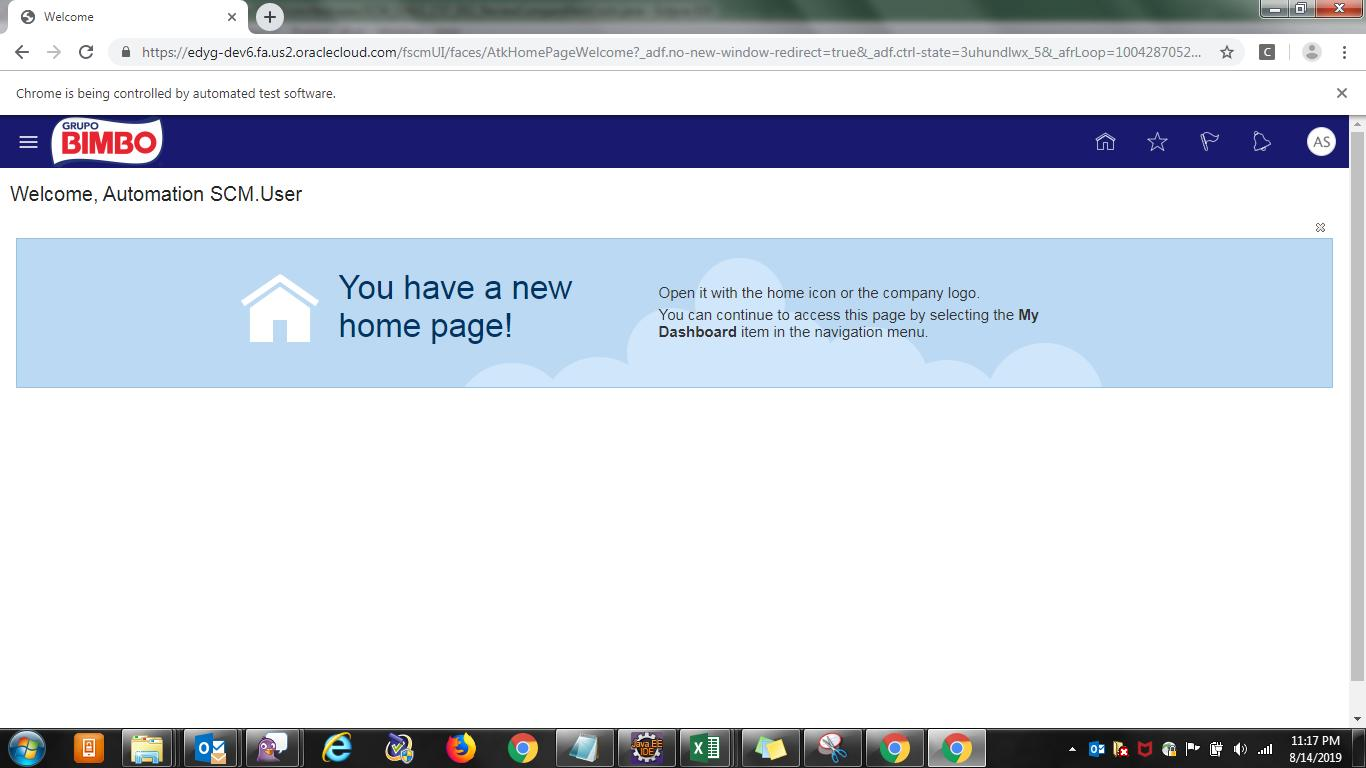 Welcome
https://edyg-dev6.fa.us2.oraclecloud.com/fscmUI/faces/AtkHomePageWelcome?_adf.no-new-window-redirect=true&_adf.ctrl-state=3uhundlwx_5&_afrLoop=1004287052...
C
Chrome is being controlled by automated test software.
GRUPO
BIMBO
AS
Welcome, Automation SCM.User
You have a new
home page!
Open it with the home icon or the company logo.
You can continue to access this page by selecting the My
Dashboard item in the navigation menu.
Java EE
IDE
11:17 PM
8/14/2019